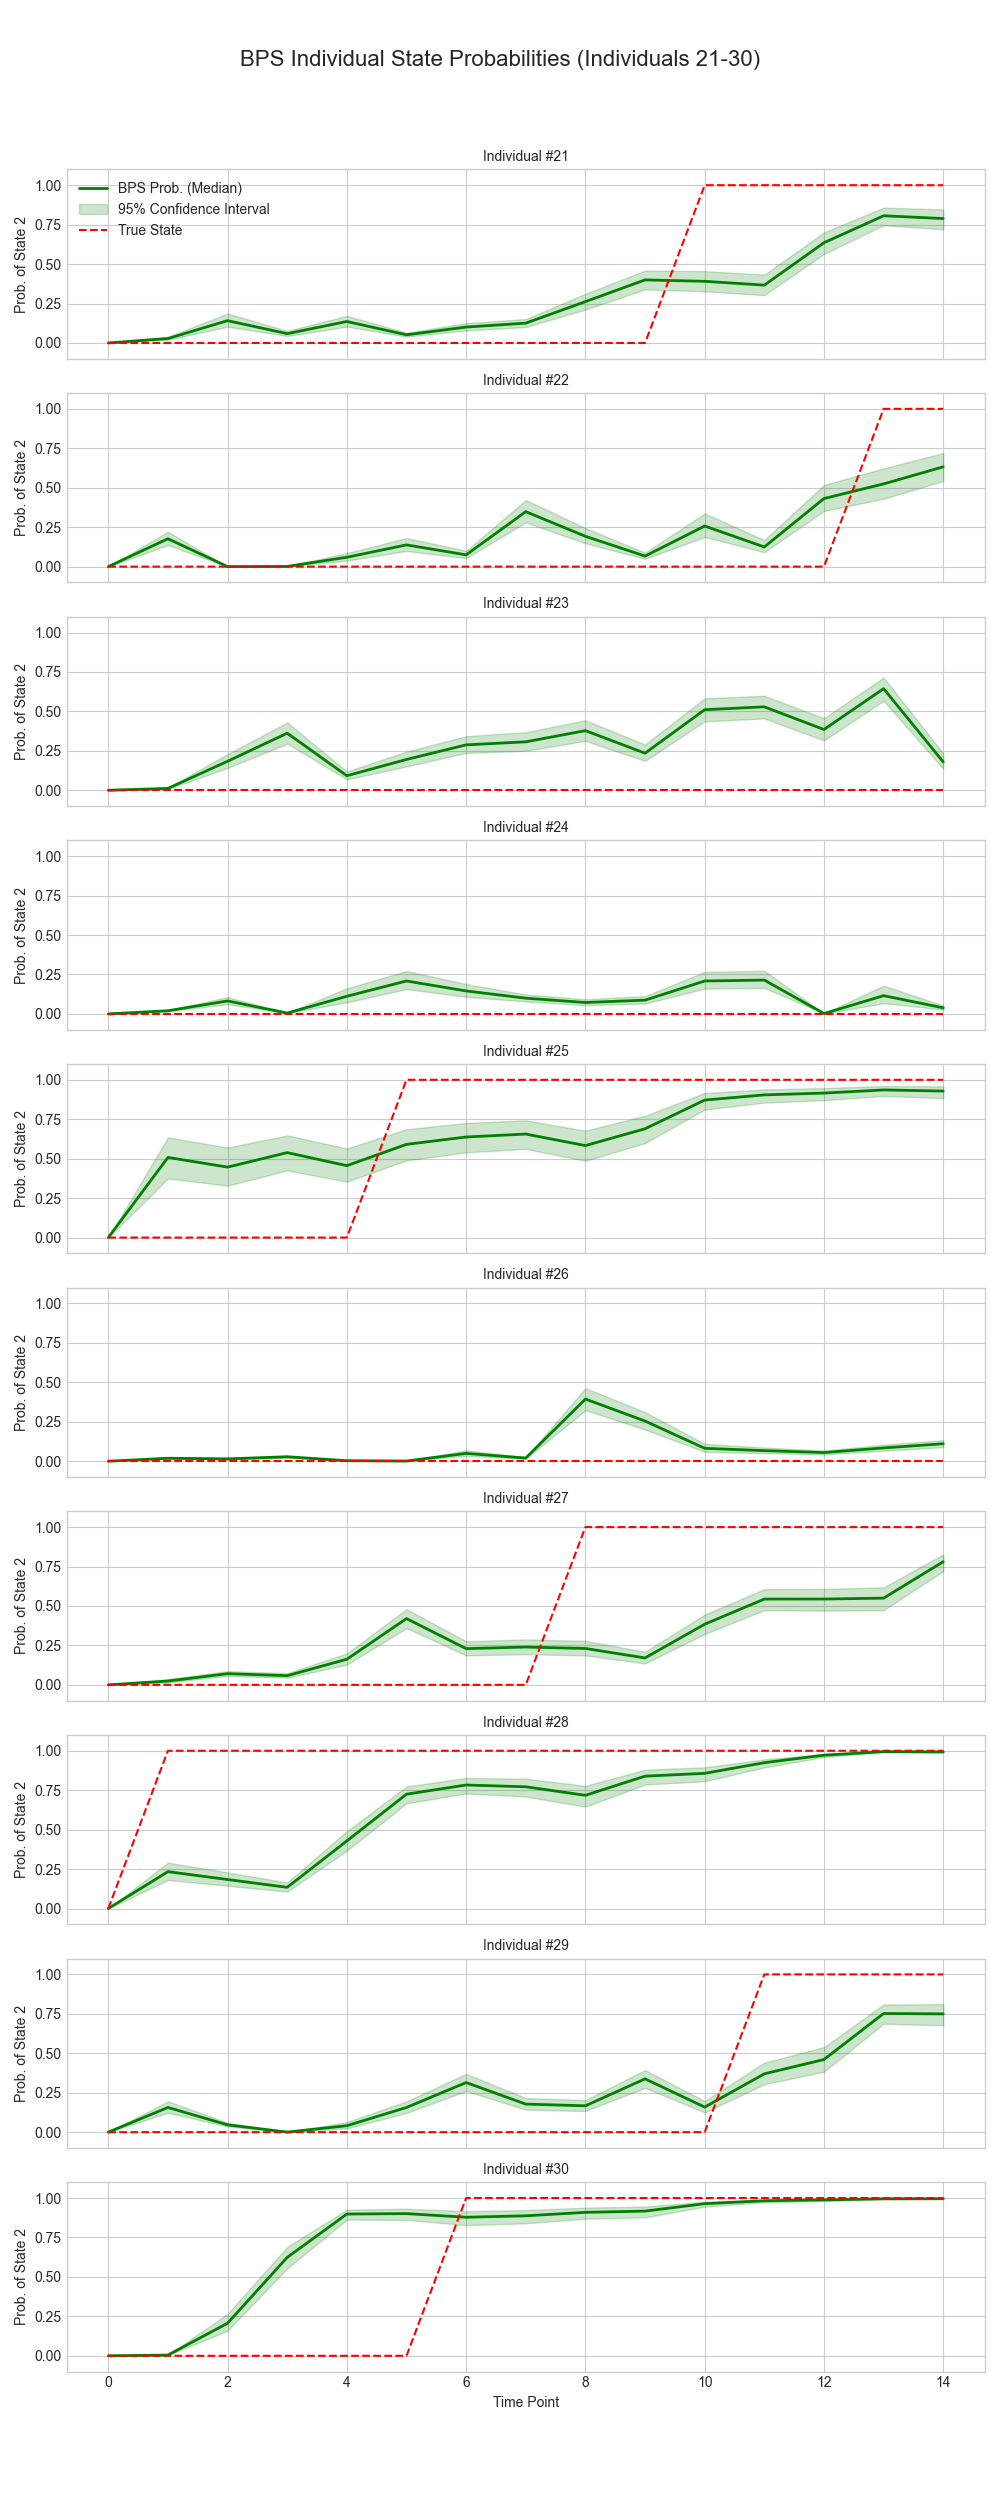 BPS Individual State Probabilities (Individuals 21-30)
Individual #21
1.00
0.75
0.50
0.25
0.00
Prob. of State 2
BPS Prob. (Median)
95% Confidence Interval
True State
Individual #22
1.00
0.75
0.50
0.25
0.00
Prob. of State 2
Individual #23
1.00
0.75
0.50
0.25
0.00
Prob. of State 2
Individual #24
1.00
0.75
0.50
0.25
0.00
Prob. of State 2
Individual #25
1.00
0.75
0.50
0.25
0.00
Prob. of State 2
Individual #26
1.00
0.75
0.50
0.25
0.00
Prob. of State 2
Individual #27
1.00
0.75
0.50
0.25
0.00
Prob. of State 2
Individual #28
1.00
0.75
0.50
0.25
0.00
Prob. of State 2
Individual #29
1.00
0.75
0.50
0.25
0.00
Prob. of State 2
Individual #30
1.00
0.75
0.50
0.25
0.00
Prob. of State 2
0 2 4 6 8 10 12 14
Time Point